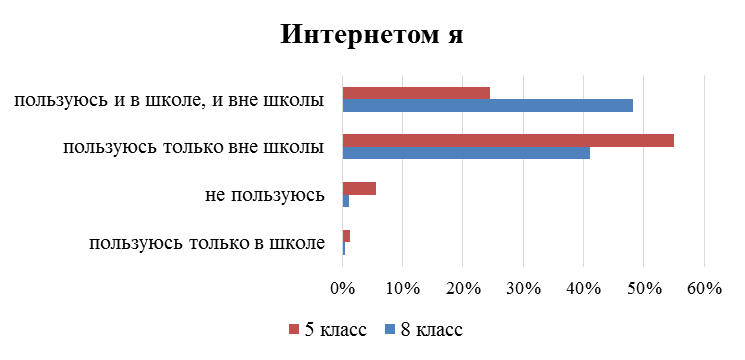 Интернетом я
пользуюсь и в школе, и вне школы
пользуюсь только вне школы
не пользуюсь
пользуюсь только в школе
0% 10% 20% 30% 40% 50% 60%
5 класс 8 класс